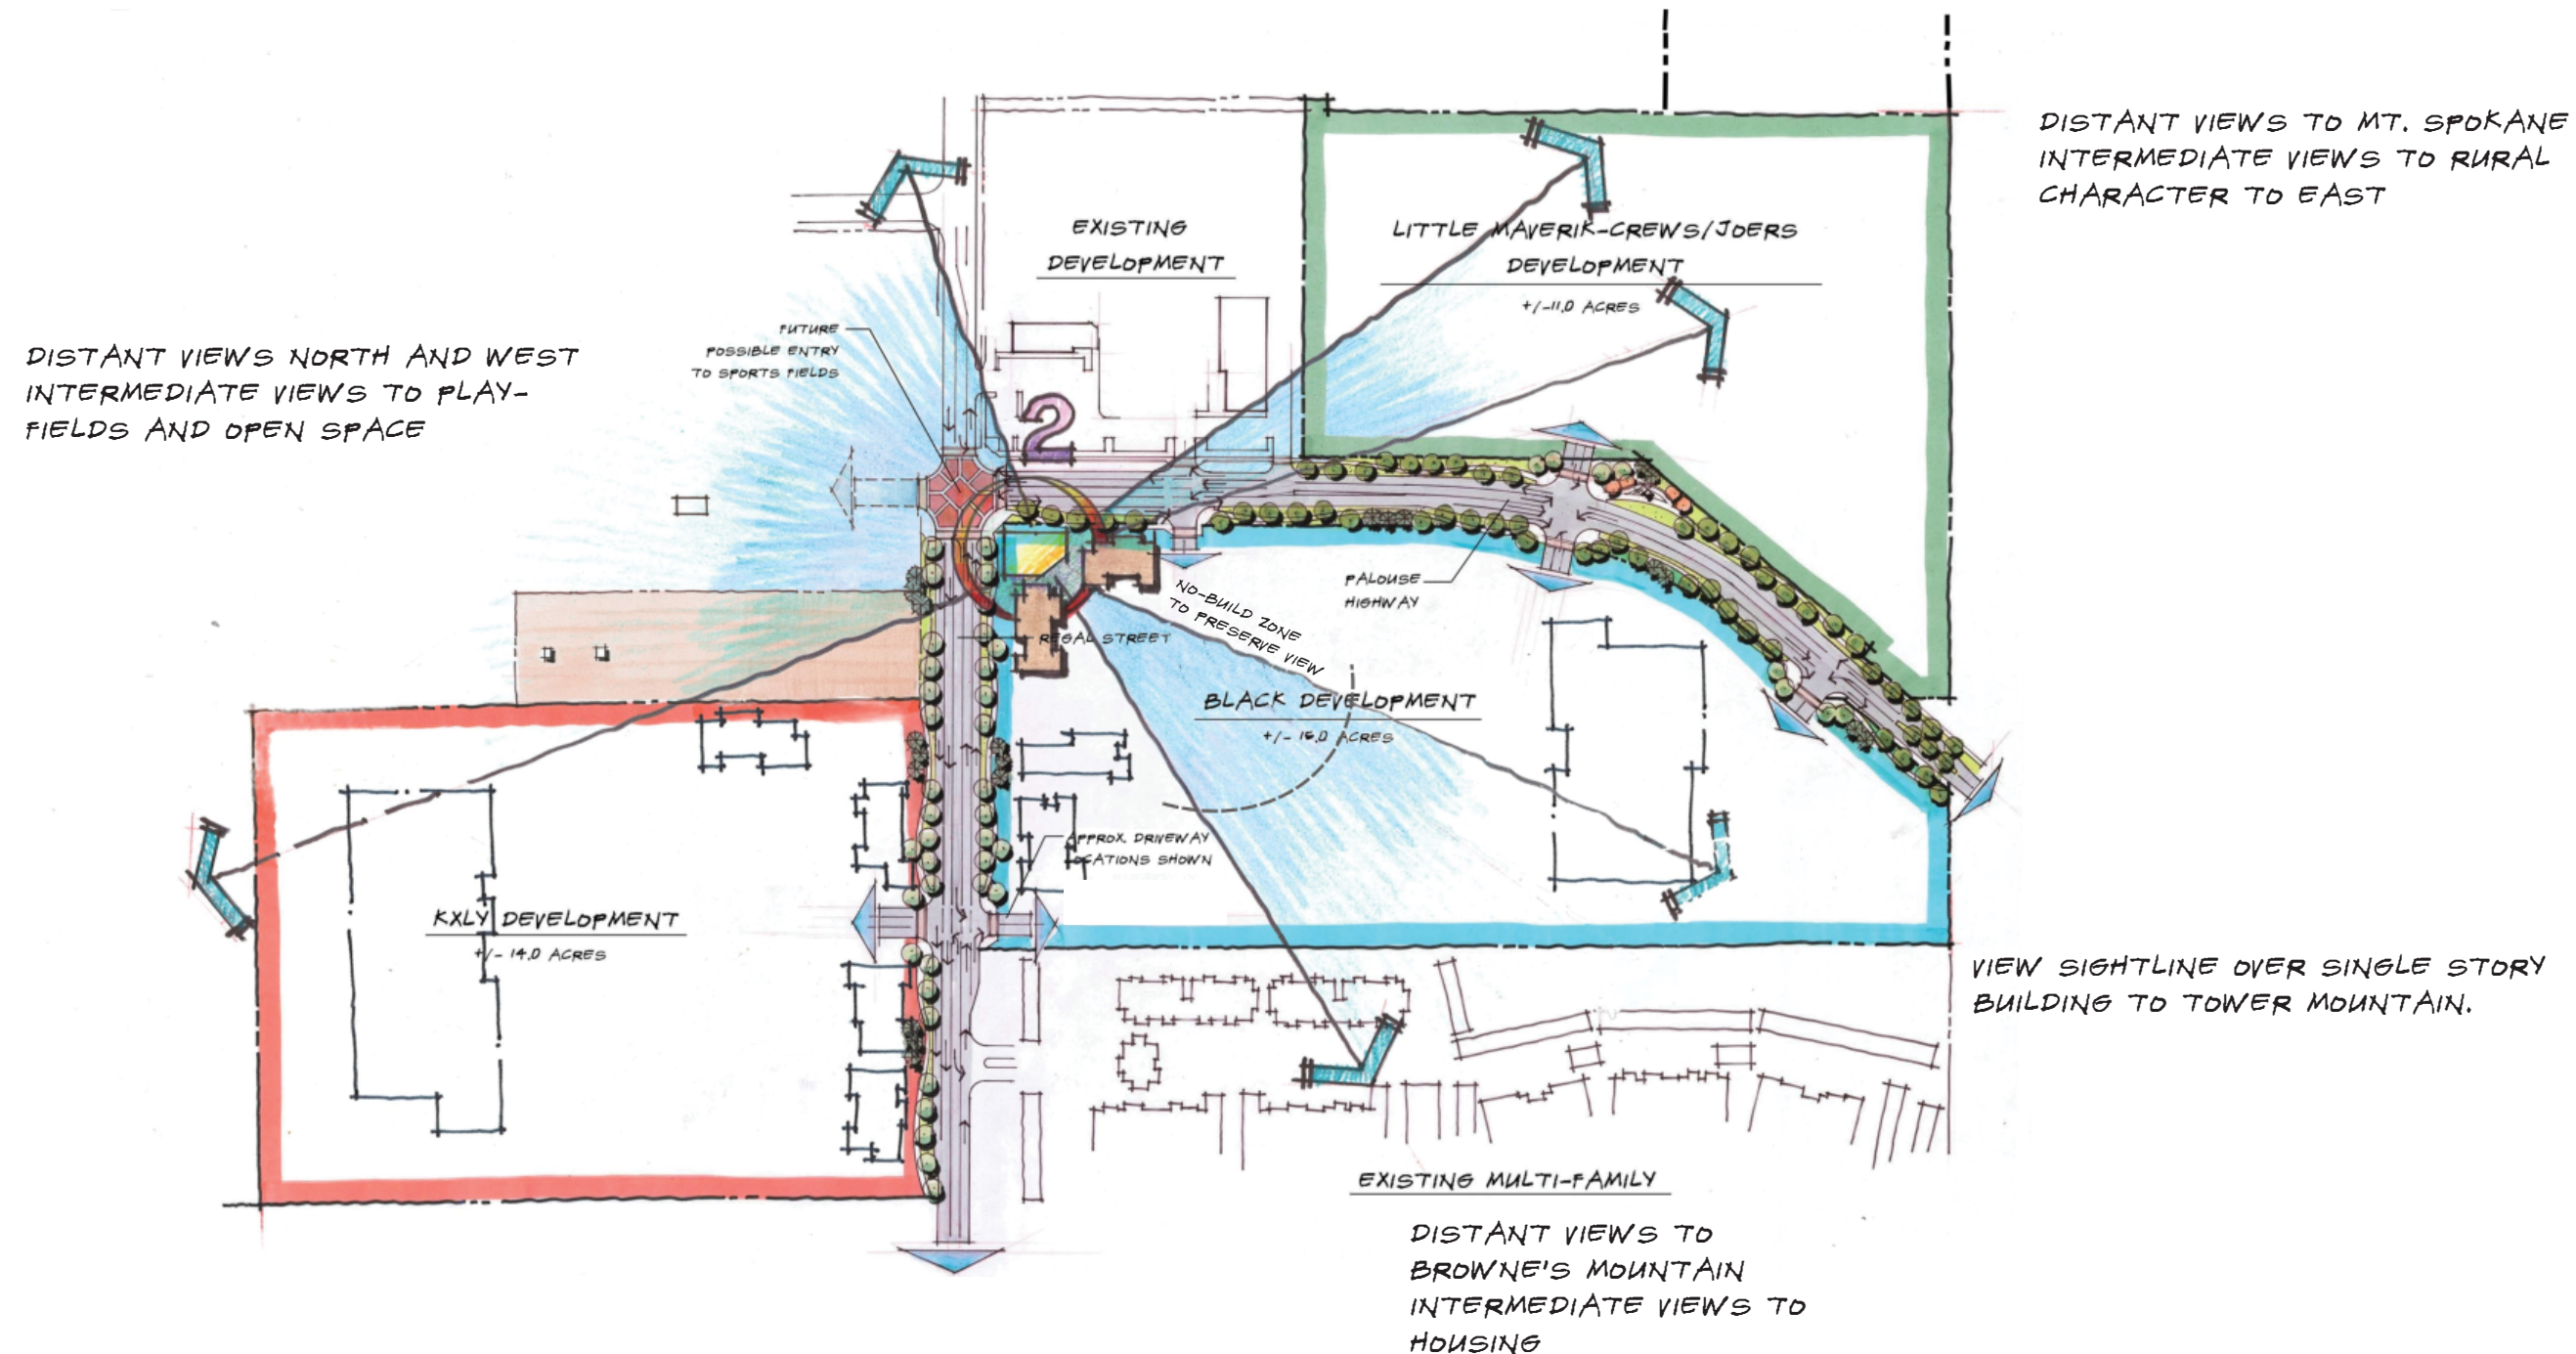 DISTANT VIEWS TO MT. SPOKANE
INTERMEDIATE VIEWS TO RURAL
CHARACTER TO EAST
EXISTING
DEVELOPMENT
LITTLE MAVERIK-CREWS/JOERS
DEVELOPMENT
+/-11.0 ACRES
DISTANT VIEWS NORTH AND WEST
INTERMEDIATE VIEWS TO PLAY-
FIELDS AND OPEN SPACE
FUTURE
POSSIBLE ENTRY
TO SPORTS FIELDS
2
PALOUSE
HIGHWAY
NO-BUILD ZONE
TO PRESERVE VIEW
REGAL STREET
BLACK DEVELOPMENT
+/- 16.0 ACRES
APPROX. DRIVEWAY
LOCATIONS SHOWN
KXLY DEVELOPMENT
+/- 14.0 ACRES
VIEW SIGHTLINE OVER SINGLE STORY
BUILDING TO TOWER MOUNTAIN.
EXISTING MULTI-FAMILY
DISTANT VIEWS TO
BROWNE'S MOUNTAIN
INTERMEDIATE VIEWS TO
HOUSING